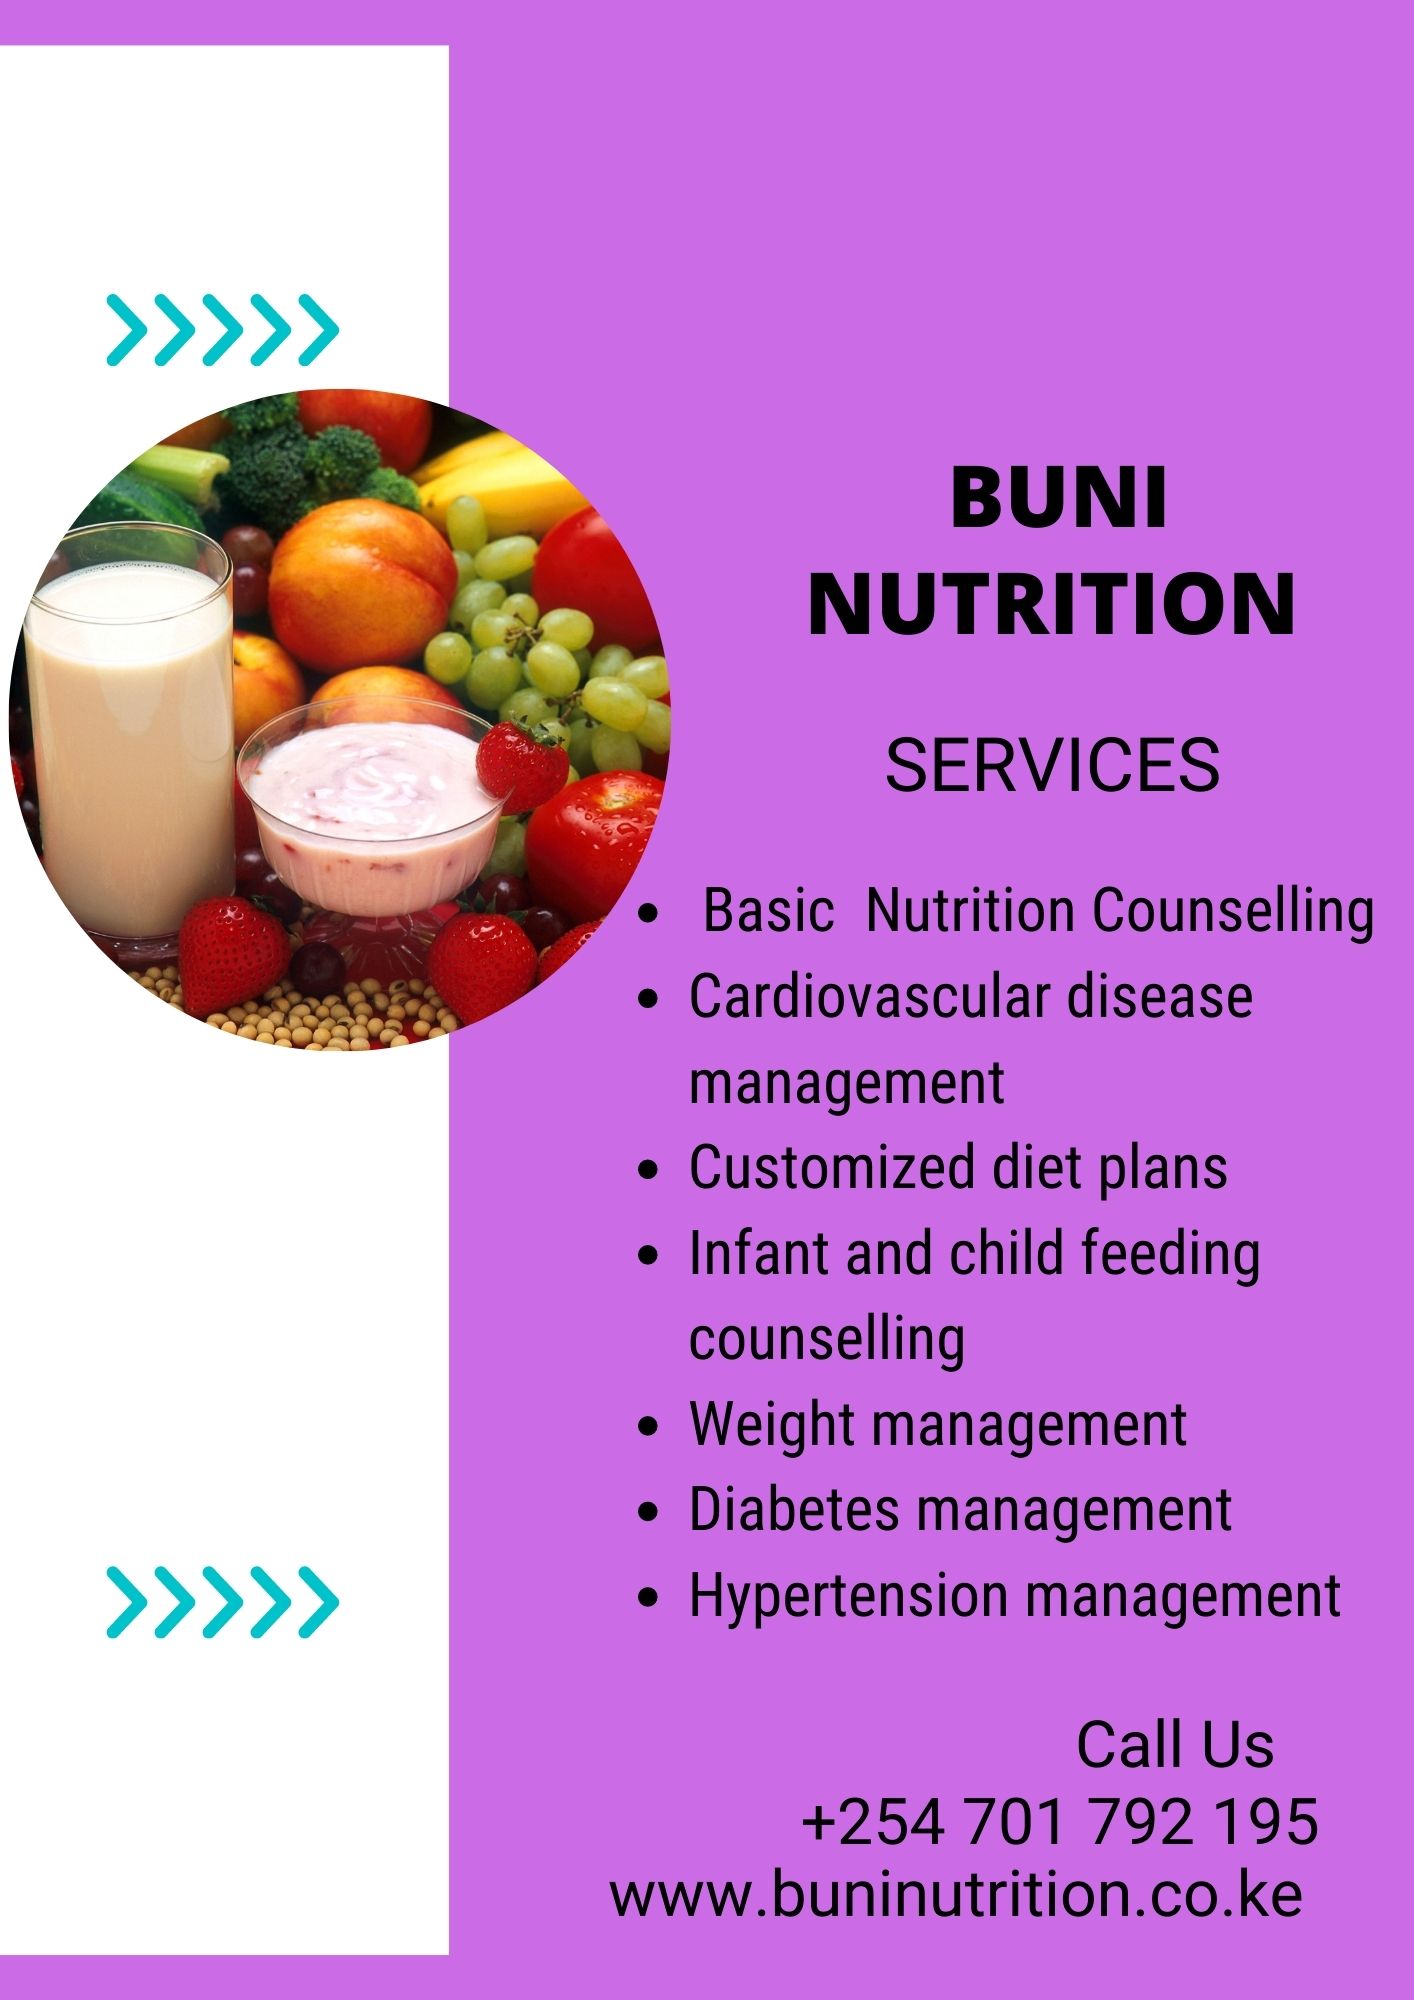 BUNI
NUTRITION
SERVICES
• Basic  Nutrition Counselling
• Cardiovascular disease
management
• Customized diet plans
• Infant and child feeding
counselling
• Weight management
• Diabetes management
• Hypertension management
Call Us
+254 701 792 195
www.buninutrition.co.ke